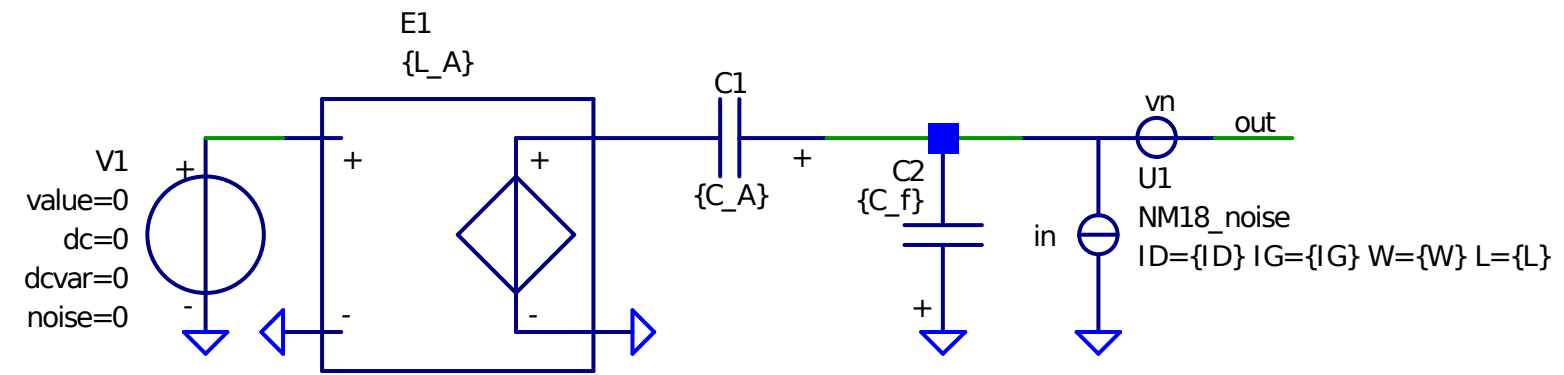 E1
{L_A}
V1
value=0
dc=0
dcvar=0
noise=0
+
-
+
-
+
-
C1
+
{C_A}
C2
{C_f}
+
vn
out
in
U1
NM18_noise
ID={ID} IG={IG} W={W} L={L}